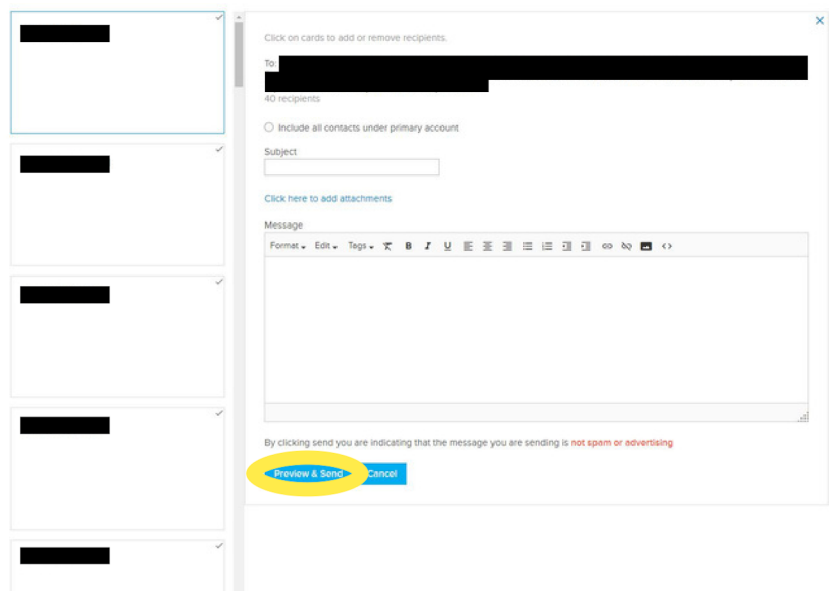 Click on cards to add or remove recipients.
To:
40 recipients
Include all contacts under primary account
Subject
Click here to add attachments
Message
Format Edit Tags B I U
By clicking send you are indicating that the message you are sending is not spam or advertising
Preview & Send Cancel